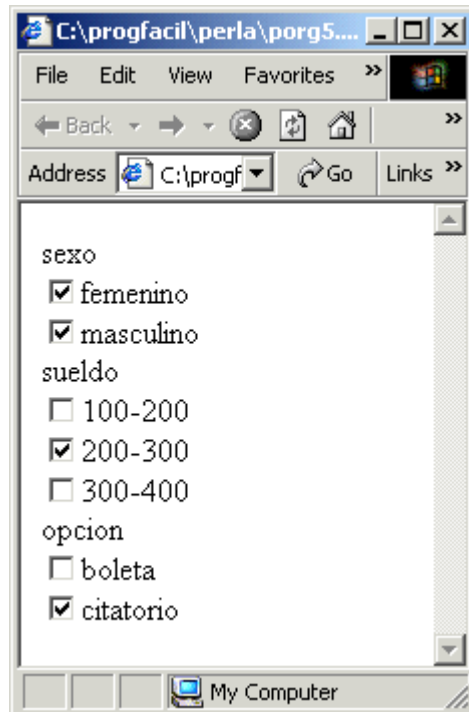 C:\progfacil\perla\porg5....
File Edit View Favorites »
Back »
Address C:\progf Go Links »
sexo
femenino
masculino
sueldo
100-200
200-300
300-400
opcion
boleta
citatorio
My Computer